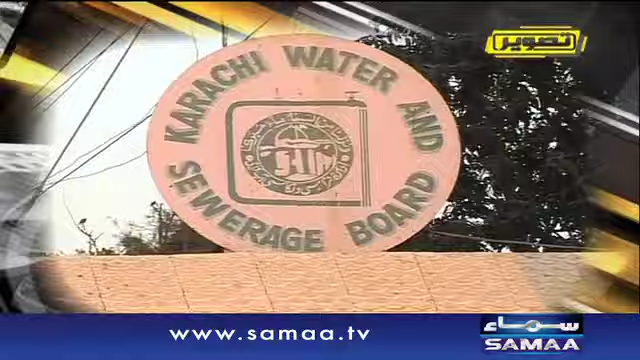 تصویر
KARACHI WATER AND
SEWERAGE BOARD
www.samaa.tv
سماء
SAMAA